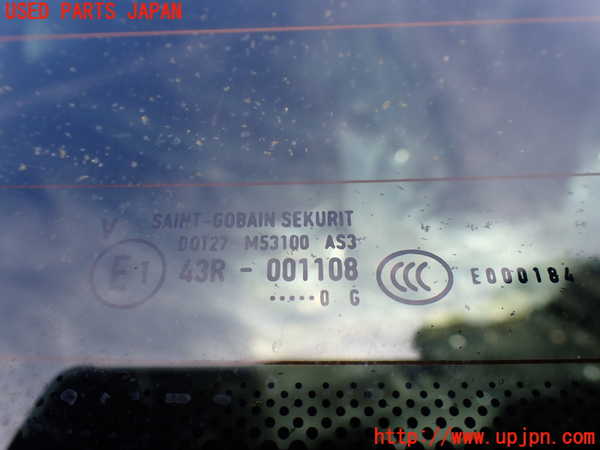 USED PARTS JAPAN
V
SAINT-GOBAIN SEKURIT
DOT27 M53100 AS3
E1 43R - 001108
CCC E000184
.....0 G
http://www.upjpn.com/